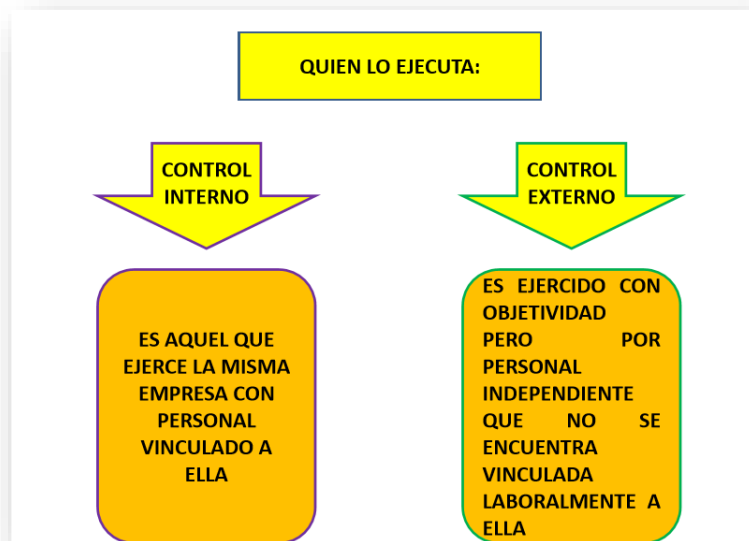 QUIEN LO EJECUTA:
CONTROL
INTERNO
CONTROL
EXTERNO
ES AQUEL QUE
EJERCE LA MISMA
EMPRESA CON
PERSONAL
VINCULADO A
ELLA
ES EJERCIDO CON
OBJETIVIDAD
PERO POR
PERSONAL
INDEPENDIENTE
QUE NO SE
ENCUENTRA
VINCULADA
LABORALMENTE A
ELLA